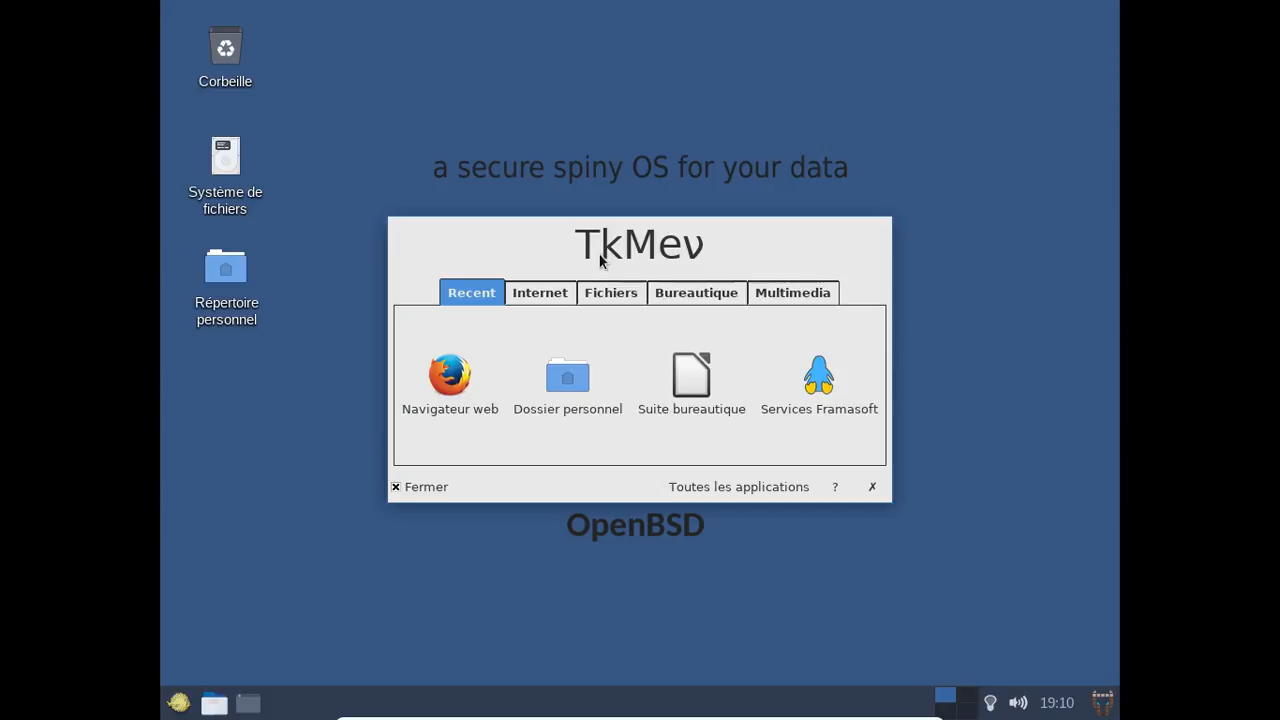 Corbeille
Système de
fichiers
Répertoire
personnel
a secure spiny OS for your data
TkMeν
Recent
Internet
Fichiers
Bureautique
Multimedia
Navigateur web
Dossier personnel
Suite bureautique
Services Framasoft
Fermer
Toutes les applications
?
✗
OpenBSD
19:10